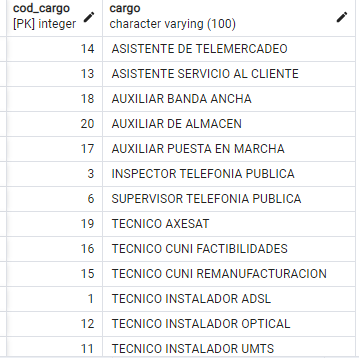 cod_cargo cargo
[PK] integer character varying (100)
14 ASISTENTE DE TELEMERCADEO
13 ASISTENTE SERVICIO AL CLIENTE
18 AUXILIAR BANDA ANCHA
20 AUXILIAR DE ALMACEN
17 AUXILIAR PUESTA EN MARCHA
3 INSPECTOR TELEFONIA PUBLICA
6 SUPERVISOR TELEFONIA PUBLICA
19 TECNICO AXESAT
16 TECNICO CUNI FACTIBILIDADES
15 TECNICO CUNI REMANUFACTURACION
1 TECNICO INSTALADOR ADSL
12 TECNICO INSTALADOR OPTICAL
11 TECNICO INSTALADOR UMTS